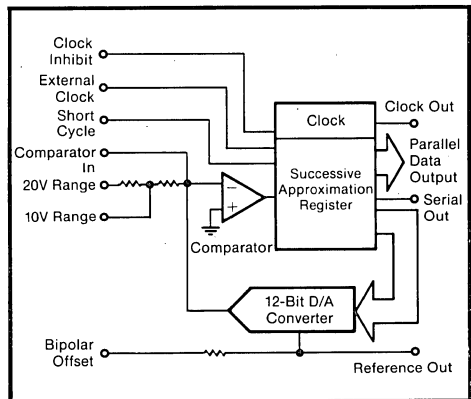 Clock
Inhibit
External
Clock
Short
Cycle
Comparator
In
20V Range
10V Range
Bipolar
Offset
Clock
Successive
Approximation
Register
−
+
Comparator
12-Bit D/A
Converter
Clock Out
Parallel
Data
Output
Serial
Out
Reference Out